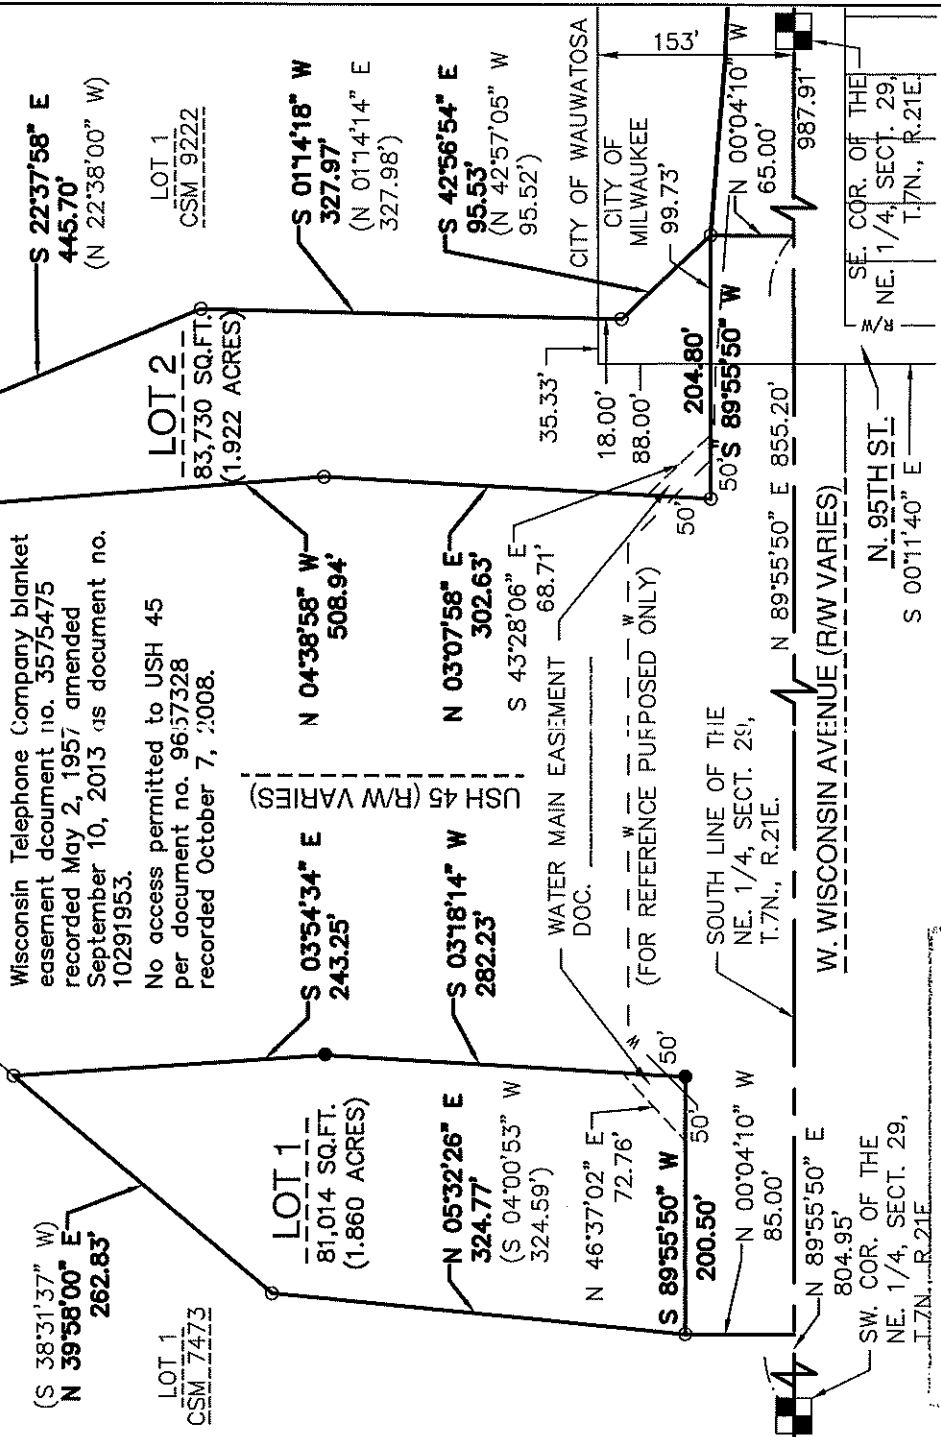 Wisconsin Telephone Company blanket
easement dcoument no. 3575475
recorded May 2, 1957 amended
September 10, 2013 as document no.
10291953.
No access permitted to USH 45
per document no. 9657328
recorded October 7, 2008.
(S 38°31'37" W)
N 39°58'00" E
262.83'
LOT 1
CSM 7473
LOT 1
81,014 SQ.FT.
(1.860 ACRES)
S 03°54'34" E
243.25'
S 03°18'14" W
282.23'
N 05°32'26" E
324.77'
(S 04°00'53" W
324.59')
N 46°37'02" E
72.76'
S 89°55'50" W
200.50'
50'
50'
W
N 00°04'10" W
85.00'
N 89°55'50" E
804.95'
SW. COR. OF THE
NE. 1/4, SECT. 29,
T.7N., R.21E
USH 45 (R/W VARIES)
WATER MAIN EASEMENT
DOC.
W
W
(FOR REFERENCE PURPOSED ONLY)
SOUTH LINE OF THE
NE. 1/4, SECT. 29,
T.7N., R.21E.
W. WISCONSIN AVENUE (R/W VARIES)
N 04°38'58" W
508.94'
N 03°07'58" E
302.63'
S 43°28'06" E
68.71'
50'
50'
W
S 89°55'50" W
204.80'
N 89°55'50" E 855.20'
LOT 2
83,730 SQ.FT.
(1.922 ACRES)
S 22°37'58" E
445.70'
(N 22°38'00" W)
LOT 1
CSM 9222
S 01°14'18" W
327.97'
(N 01°14'14" E
327.98')
S 42°56'54" E
95.53'
(N 42°57'05" W
95.52')
35.33'
18.00'
88.00'
CITY OF WAUWATOSA
CITY OF
MILWAUKEE
153'
99.73'
N 00°04'10" W
65.00'
987.91'
SE. COR. OF THE
NE. 1/4, SECT. 29,
T.7N., R.21E.
R/W
N. 95TH ST.
S 00°11'40" E